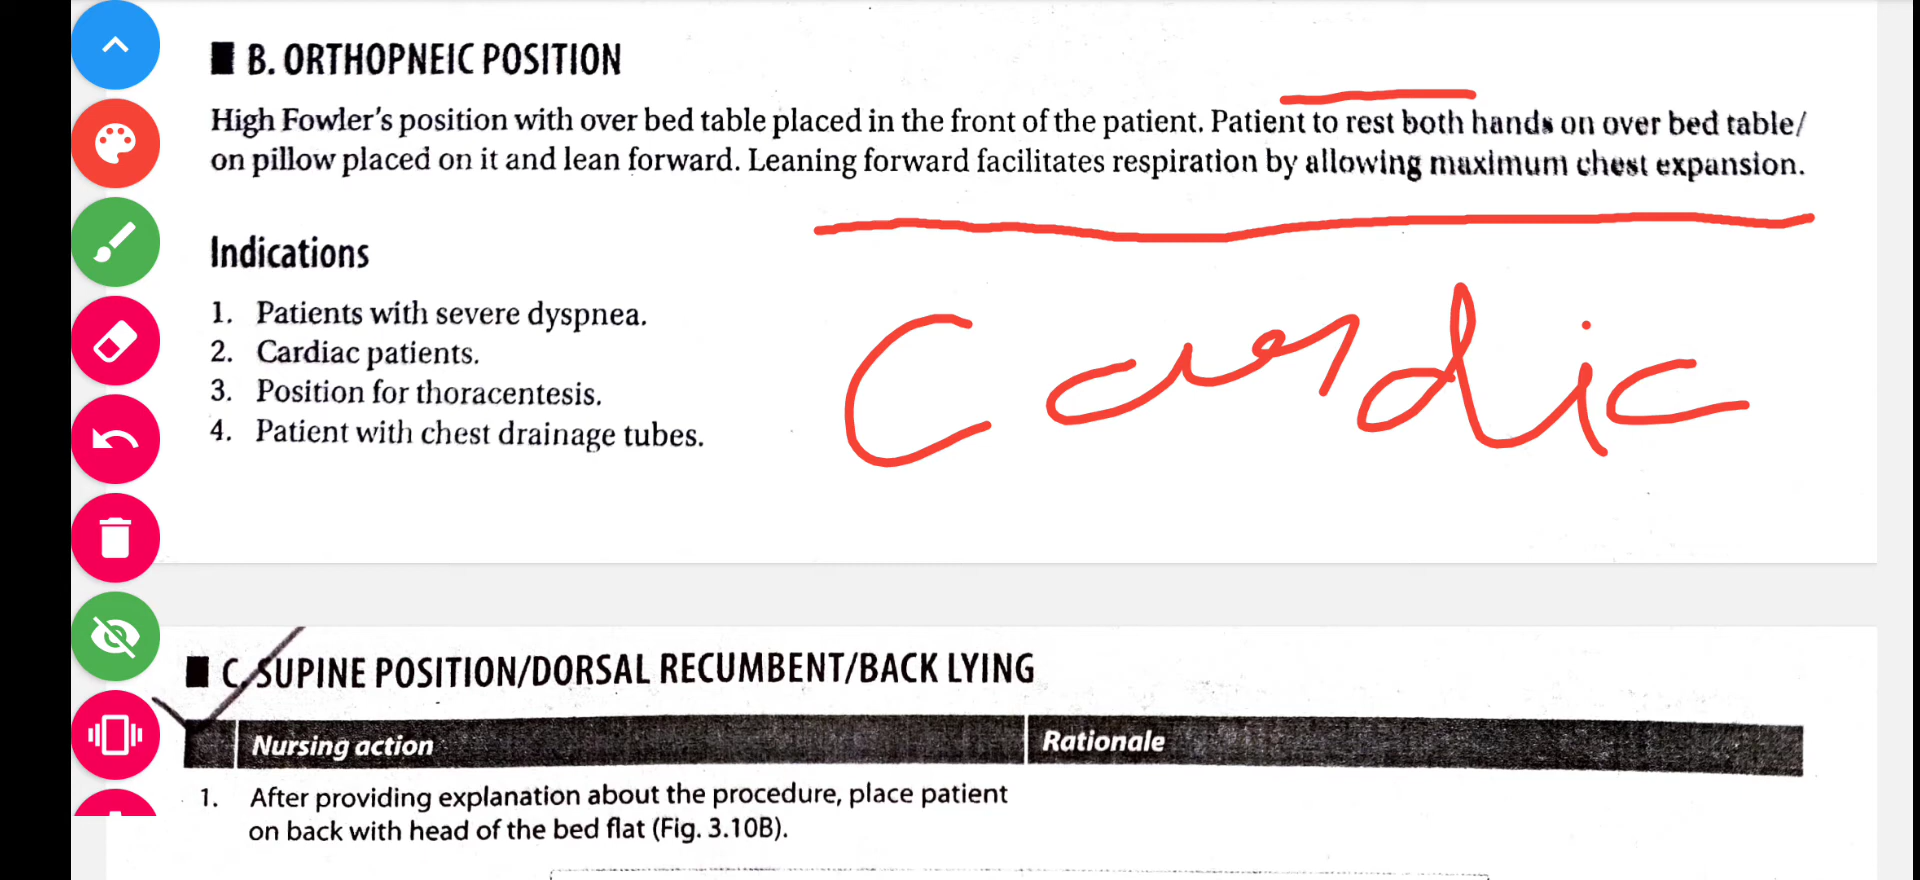 B. ORTHOPNEIC POSITION
High Fowler's position with over bed table placed in the front of the patient. Patient to rest both hands on over bed table/
on pillow placed on it and lean forward. Leaning forward facilitates respiration by allowing maximum chest expansion.
Indications
1. Patients with severe dyspnea.
2. Cardiac patients.
3. Position for thoracentesis.
4. Patient with chest drainage tubes.
Cardic
C. SUPINE POSITION/DORSAL RECUMBENT/BACK LYING
Nursing action Rationale
1. After providing explanation about the procedure, place patient
on back with head of the bed flat (Fig. 3.10B).